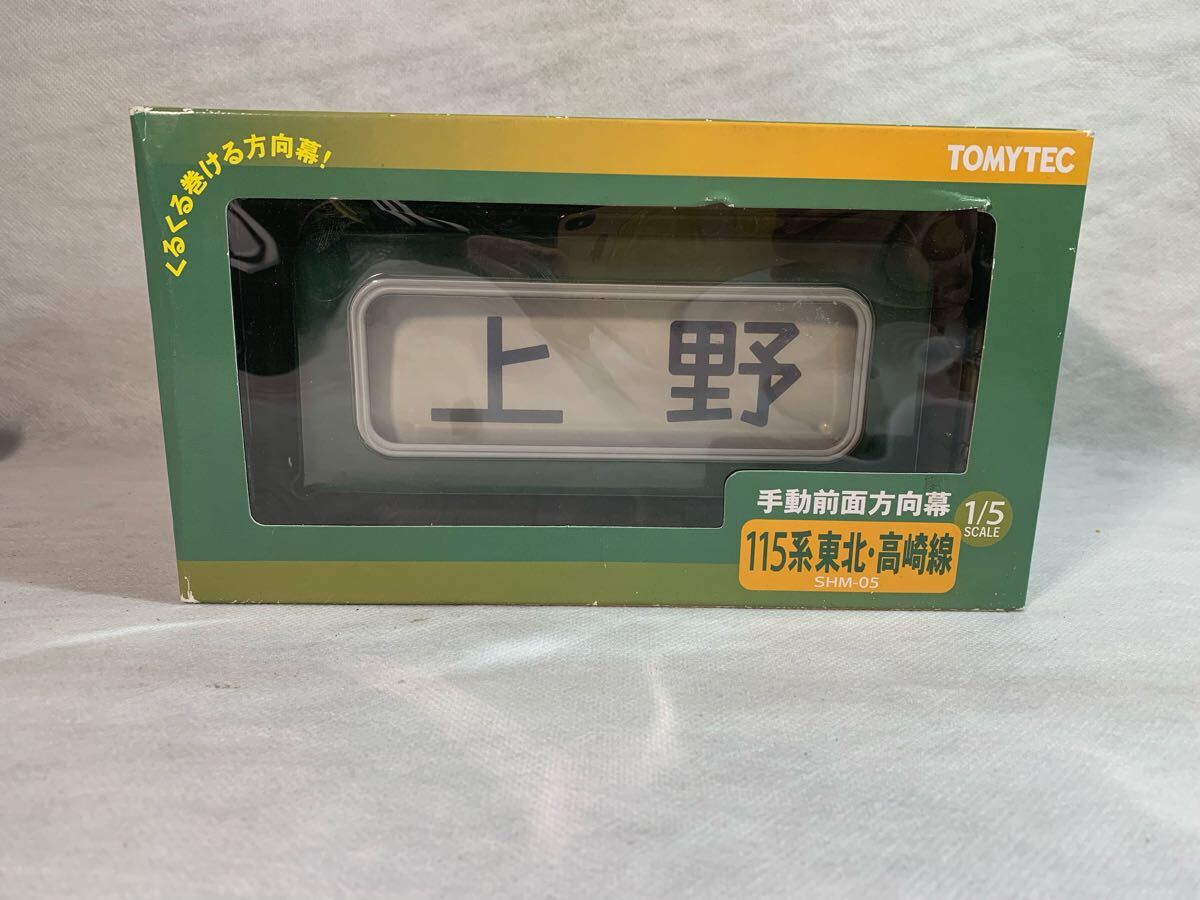 くるくる巻ける方向幕!
TOMYTEC
上野
手動前面方向幕
115系東北・高崎線
SHM-05
1/5
SCALE